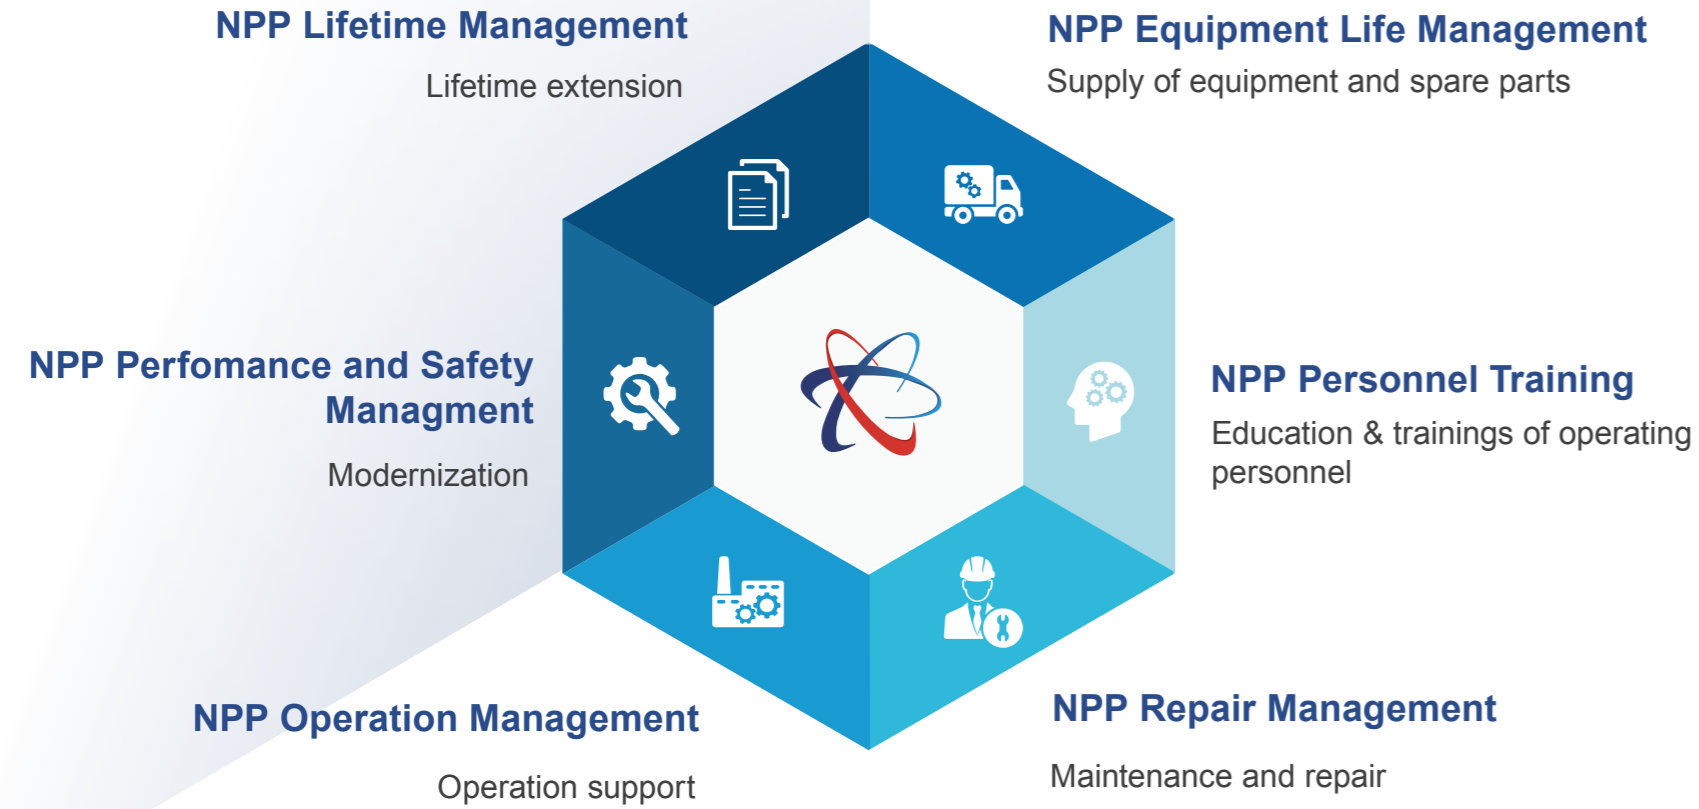 NPP Lifetime Management
Lifetime extension
NPP Equipment Life Management
Supply of equipment and spare parts
NPP Perfomance and Safety
Managment
Modernization
NPP Personnel Training
Education & trainings of operating
personnel
NPP Operation Management
Operation support
NPP Repair Management
Maintenance and repair